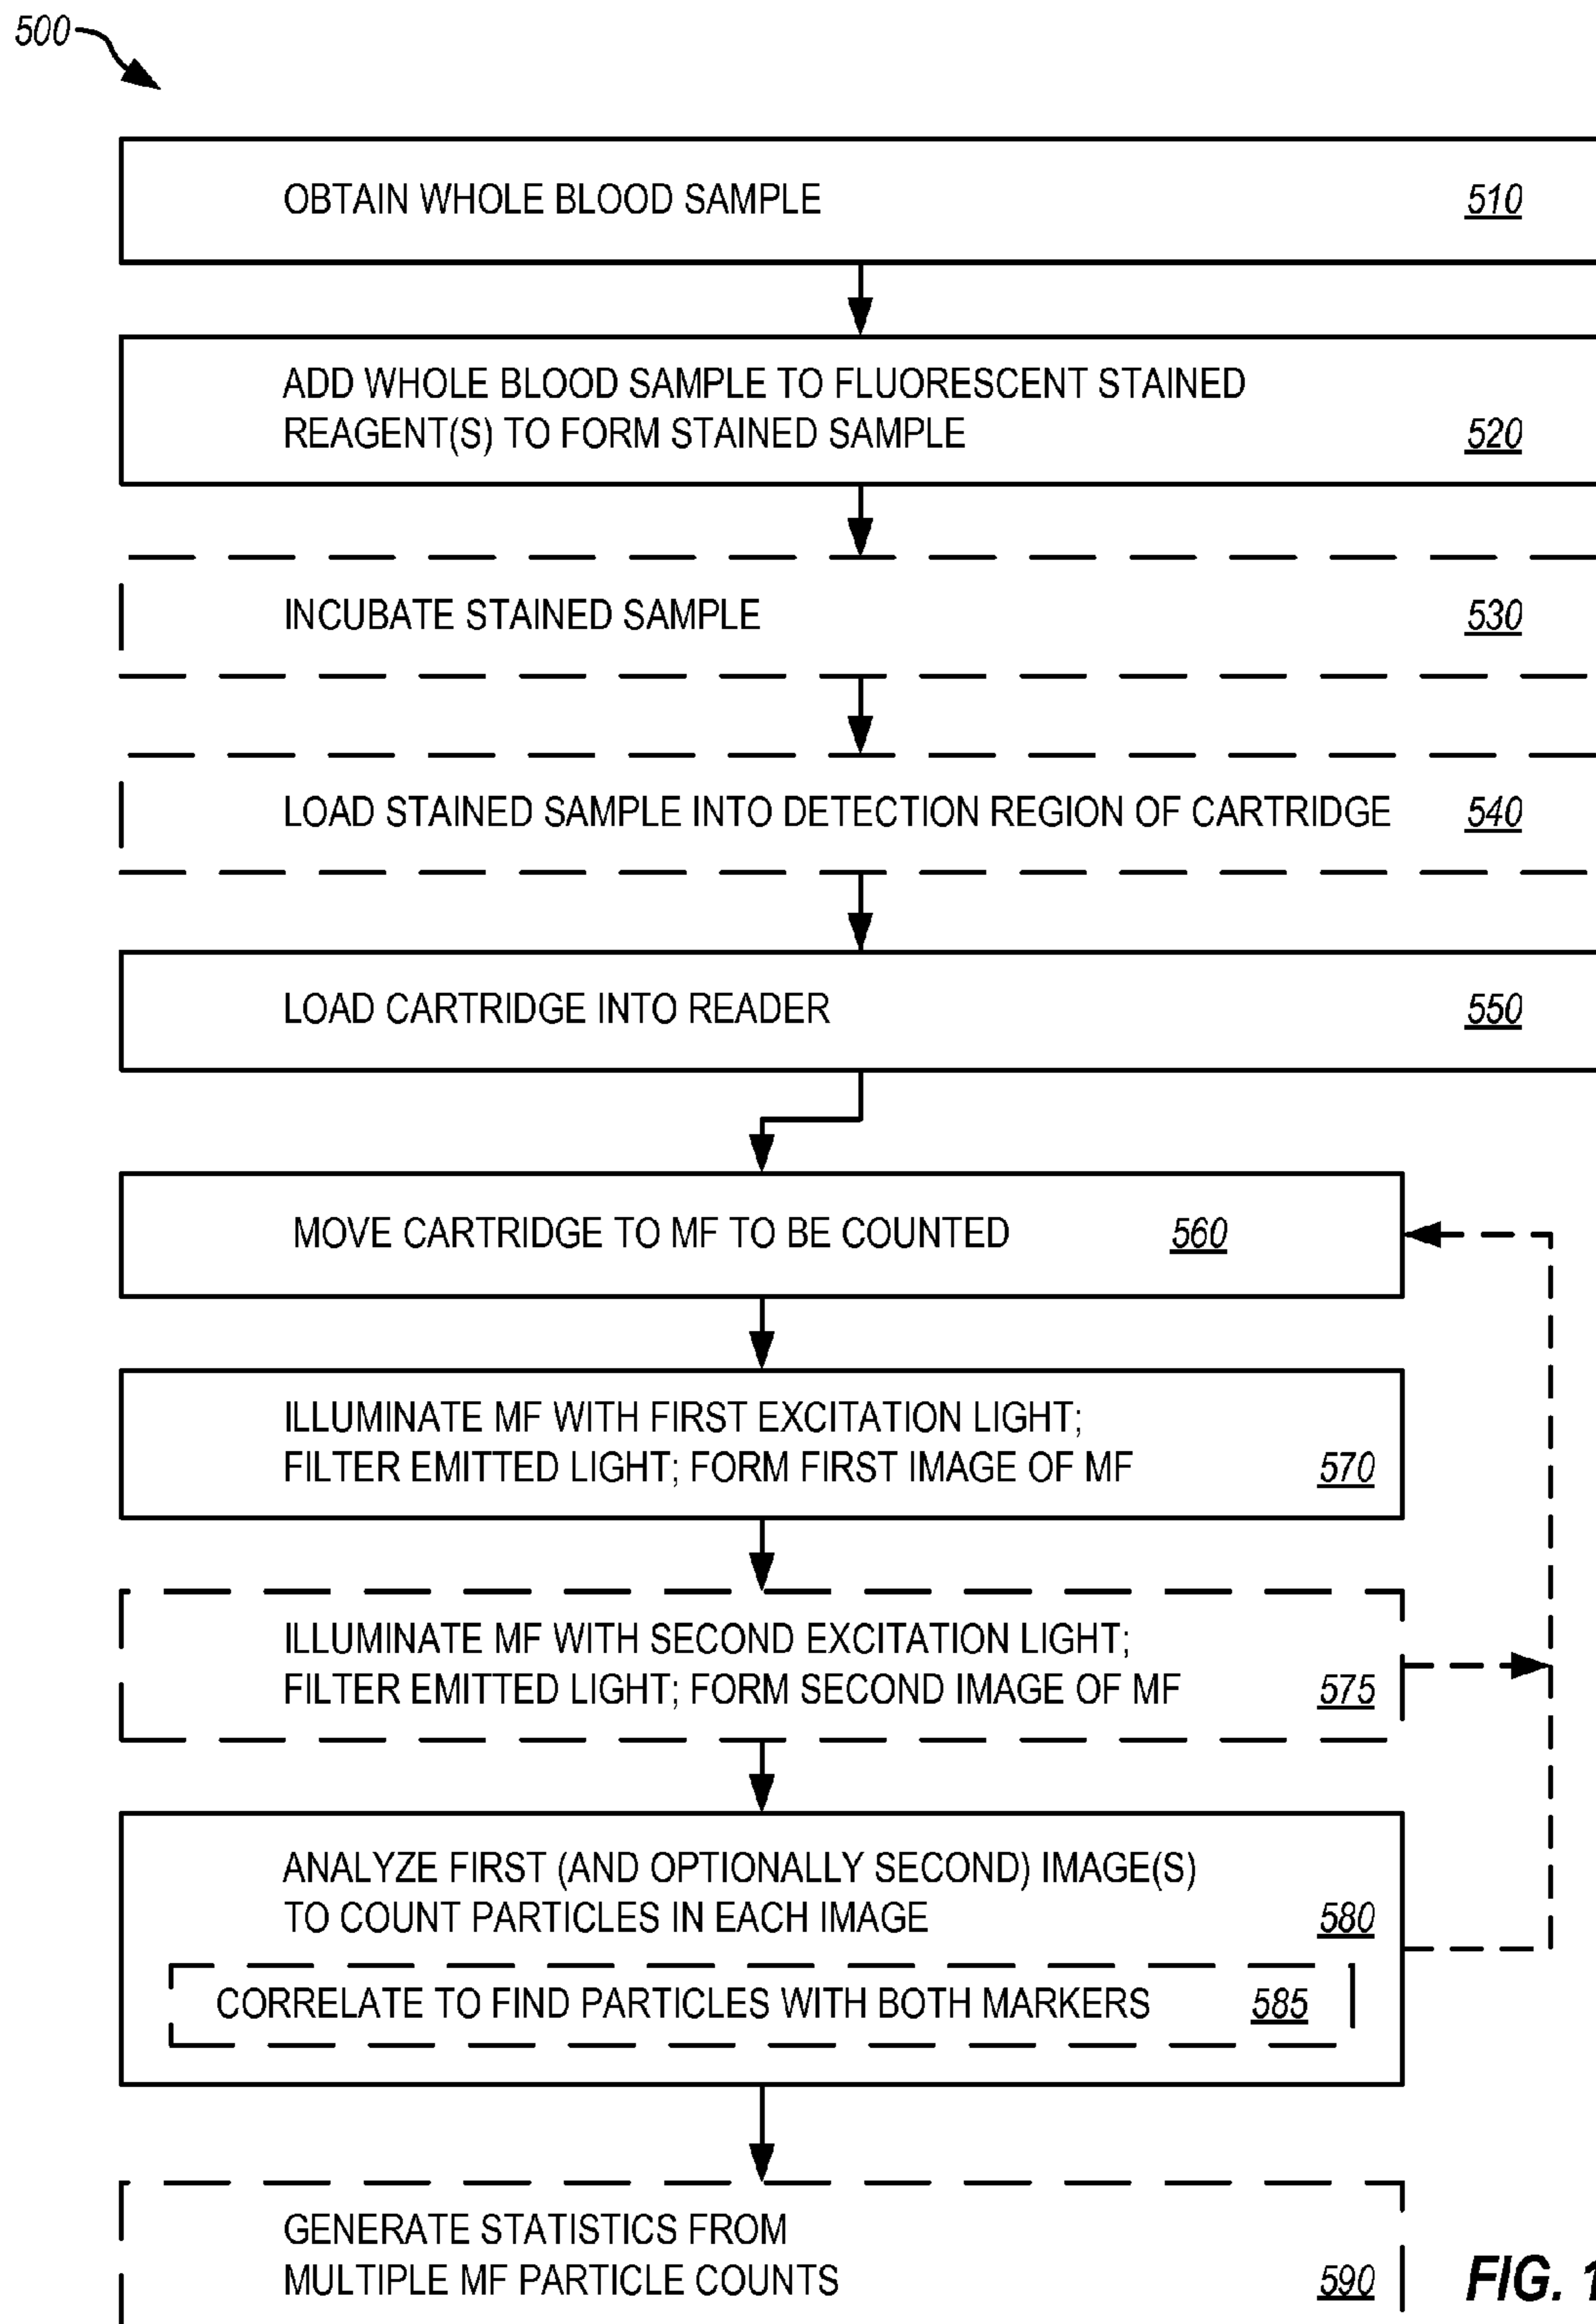 500
OBTAIN WHOLE BLOOD SAMPLE 510
ADD WHOLE BLOOD SAMPLE TO FLUORESCENT STAINED
REAGENT(S) TO FORM STAINED SAMPLE 520
INCUBATE STAINED SAMPLE 530
LOAD STAINED SAMPLE INTO DETECTION REGION OF CARTRIDGE 540
LOAD CARTRIDGE INTO READER 550
MOVE CARTRIDGE TO MF TO BE COUNTED 560
ILLUMINATE MF WITH FIRST EXCITATION LIGHT;
FILTER EMITTED LIGHT; FORM FIRST IMAGE OF MF 570
ILLUMINATE MF WITH SECOND EXCITATION LIGHT;
FILTER EMITTED LIGHT; FORM SECOND IMAGE OF MF 575
ANALYZE FIRST (AND OPTIONALLY SECOND) IMAGE(S)
TO COUNT PARTICLES IN EACH IMAGE 580
CORRELATE TO FIND PARTICLES WITH BOTH MARKERS 585
GENERATE STATISTICS FROM
MULTIPLE MF PARTICLE COUNTS 590
FIG.